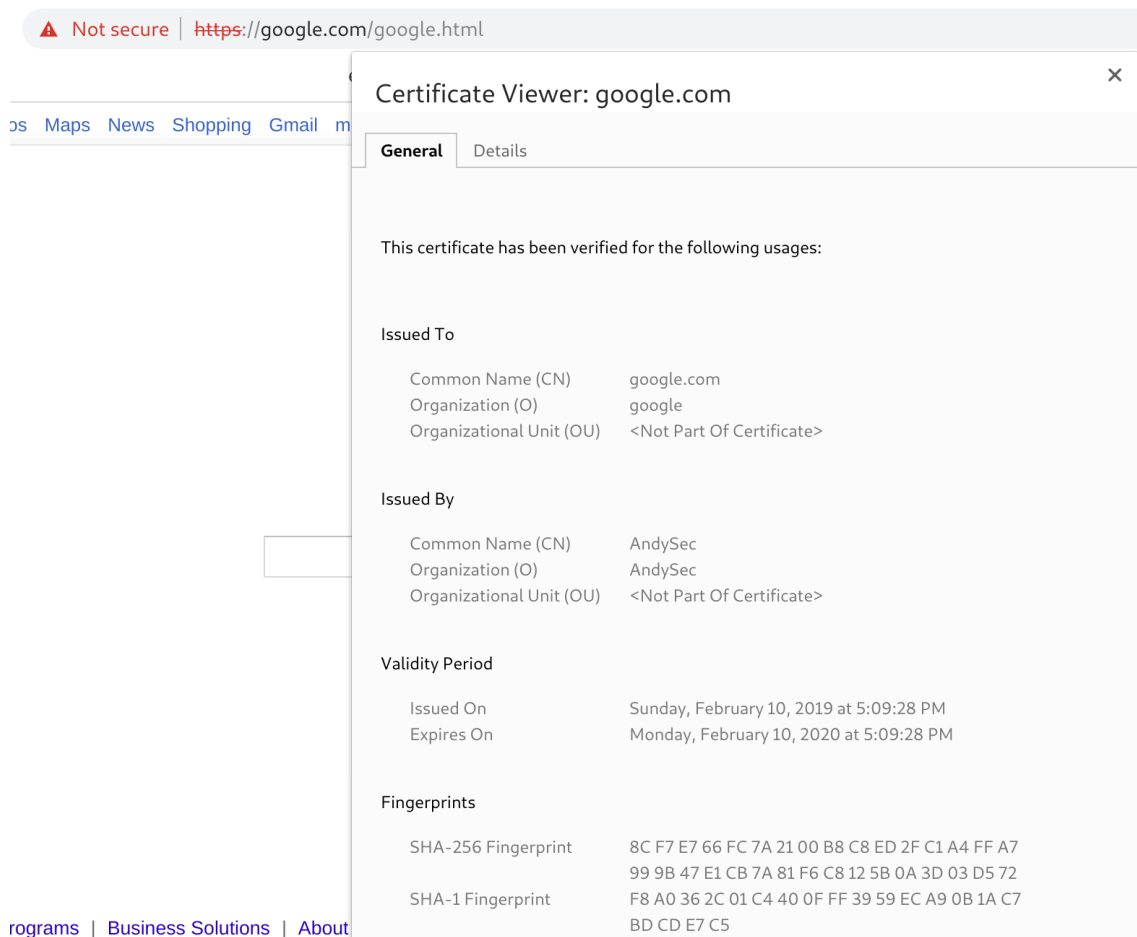 Not secure | https://google.com/google.html
Certificate Viewer: google.com
Maps News Shopping Gmail
General Details
This certificate has been verified for the following usages:
Issued To
Common Name (CN) google.com
Organization (O) google
Organizational Unit (OU) <Not Part Of Certificate>
Issued By
Common Name (CN) AndySec
Organization (O) AndySec
Organizational Unit (OU) <Not Part Of Certificate>
Validity Period
Issued On Sunday, February 10, 2019 at 5:09:28 PM
Expires On Monday, February 10, 2020 at 5:09:28 PM
Fingerprints
SHA-256 Fingerprint 8C F7 E7 66 FC 7A 21 00 B8 C8 ED 2F C1 A4 FF A7
99 9B 47 E1 CB 7A 81 F6 C8 12 5B 0A 3D 03 D5 72
SHA-1 Fingerprint F8 A0 36 2C 01 C4 40 0F FF 39 59 EC A9 0B 1A C7
BD CD E7 C5
rograms | Business Solutions | About